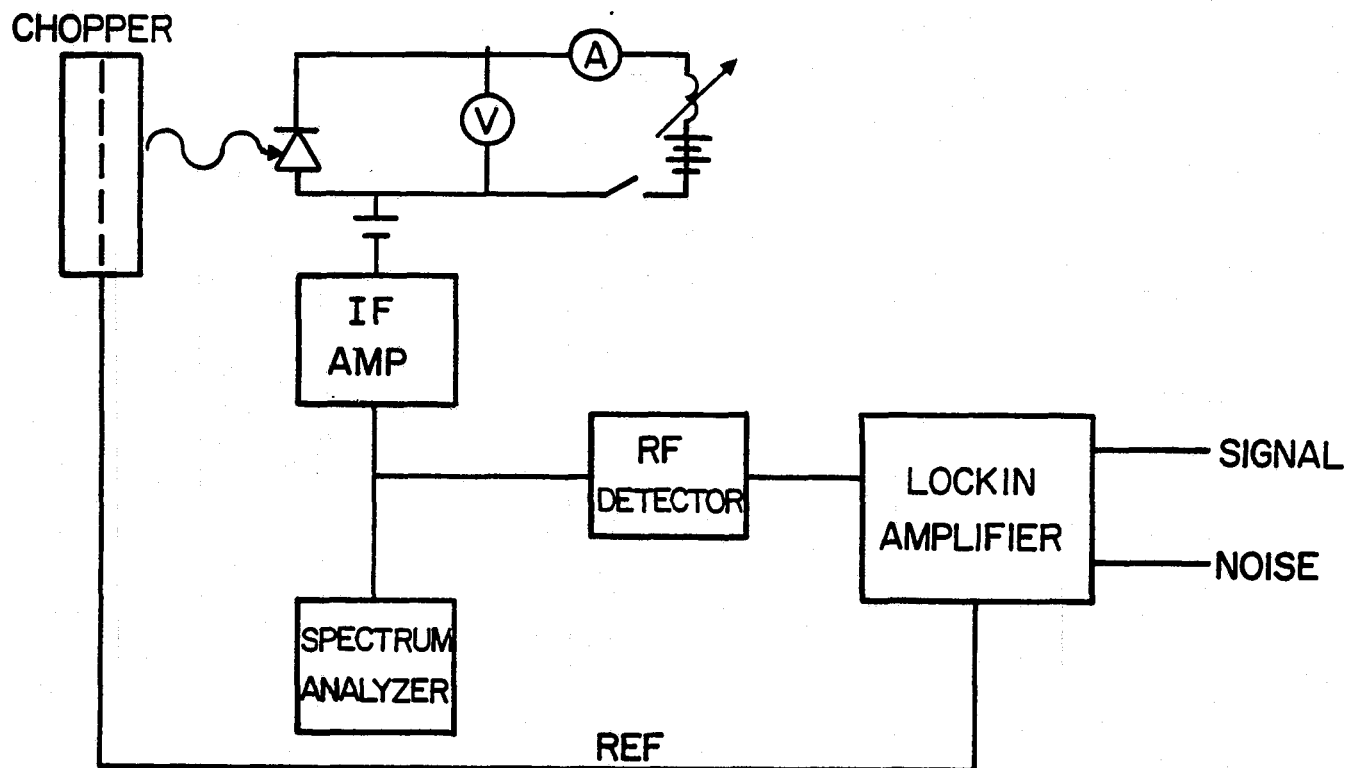 CHOPPER
A
V
IF
AMP
RF
DETECTOR
LOCKIN
AMPLIFIER
SIGNAL
NOISE
SPECTRUM
ANALYZER
REF